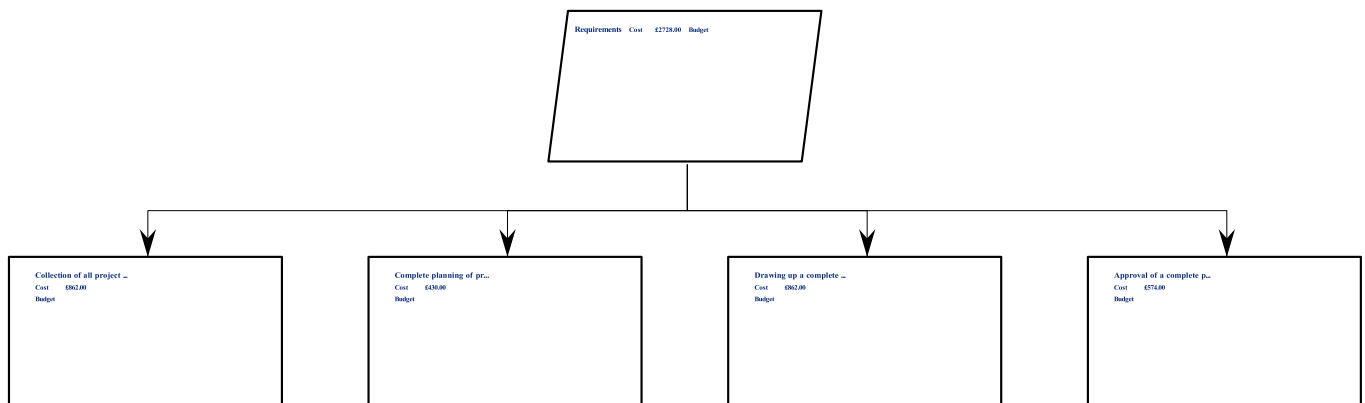 Requirements Cost £2728.00 Budget
Collection of all project ...
Cost £862.00
Budget
Complete planning of pr...
Cost £430.00
Budget
Drawing up a complete ...
Cost £862.00
Budget
Approval of a complete p...
Cost £574.00
Budget